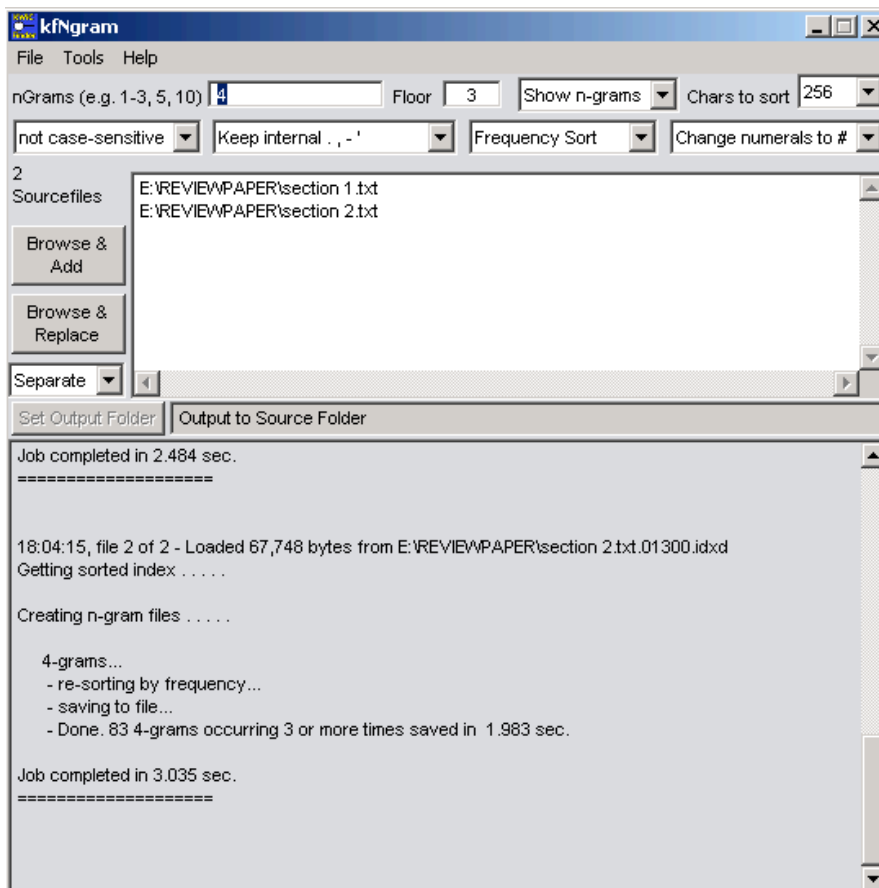 kfNgram
File Tools Help
nGrams (e.g. 1-3, 5, 10) 4 Floor 3 Show n-grams Chars to sort 256
not case-sensitive Keep internal . , - ' Frequency Sort Change numerals to #
2
Sourcefiles
E:\REVIEWPAPER\section 1.txt
E:\REVIEWPAPER\section 2.txt
Browse &
Add
Browse &
Replace
Separate
Set Output Folder Output to Source Folder
Job completed in 2.484 sec.
====================
18:04:15, file 2 of 2 - Loaded 67,748 bytes from E:\REVIEWPAPER\section 2.txt.01300.idxd
Getting sorted index . . . . .
Creating n-gram files . . . . .
4-grams...
- re-sorting by frequency...
- saving to file...
- Done. 83 4-grams occurring 3 or more times saved in 1.983 sec.
Job completed in 3.035 sec.
====================